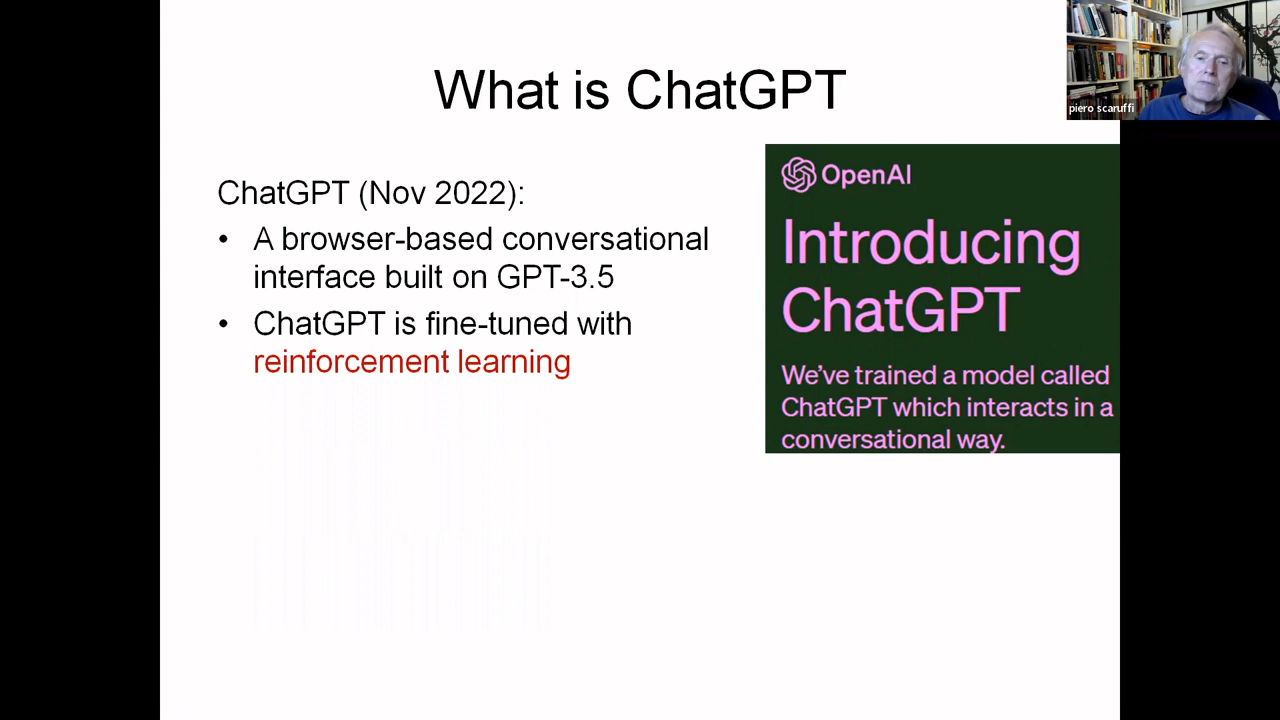 What is ChatGPT
piero scaruffi
ChatGPT (Nov 2022):
• A browser-based conversational
interface built on GPT-3.5
• ChatGPT is fine-tuned with
reinforcement learning
OpenAI
Introducing
ChatGPT
We've trained a model called
ChatGPT which interacts in a
conversational way.